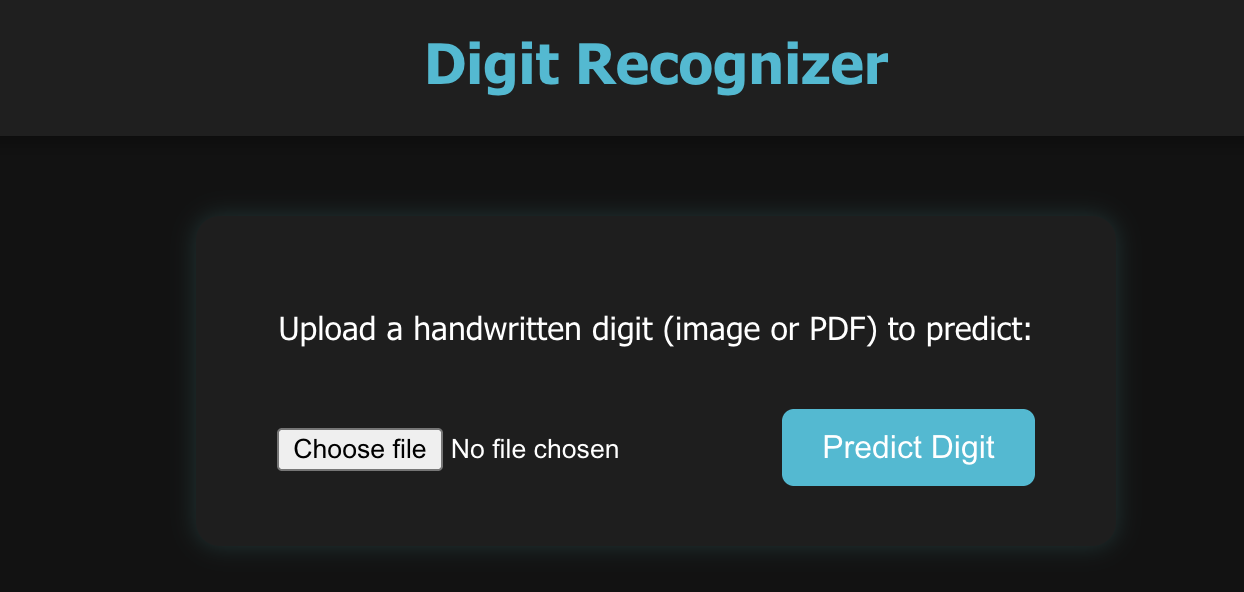 Digit Recognizer
Upload a handwritten digit (image or PDF) to predict:
Choose file No file chosen Predict Digit